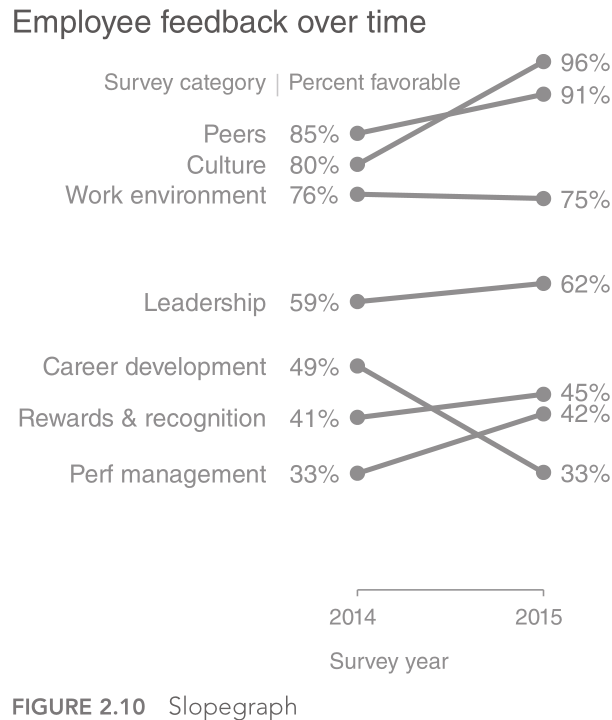 Employee feedback over time
96%
Survey category | Percent favorable
91%
Peers 85%
Culture 80%
Work environment 76% 75%
Leadership 59% 62%
Career development 49%
45%
Rewards & recognition 41% 42%
Perf management 33% 33%
2014 2015
Survey year
FIGURE 2.10 Slopegraph